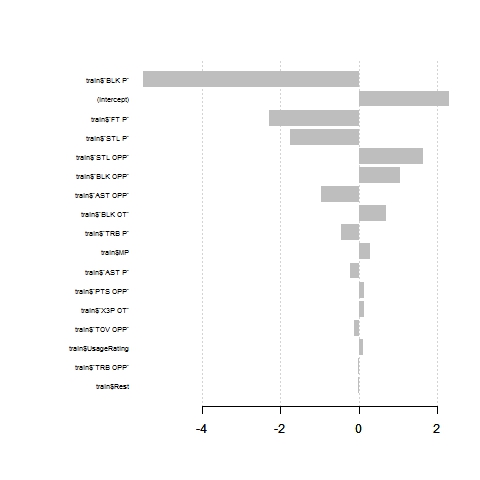 train$`BLK P`
(Intercept)
train$`FT P`
train$`STL P`
train$`STL OPP`
train$`BLK OPP`
train$`AST OPP`
train$`BLK OT`
train$`TRB P`
train$MP
train$`AST P`
train$`PTS OPP`
train$`X3P OT`
train$`TOV OPP`
train$UsageRating
train$`TRB OPP`
train$Rest
-4 -2 0 2